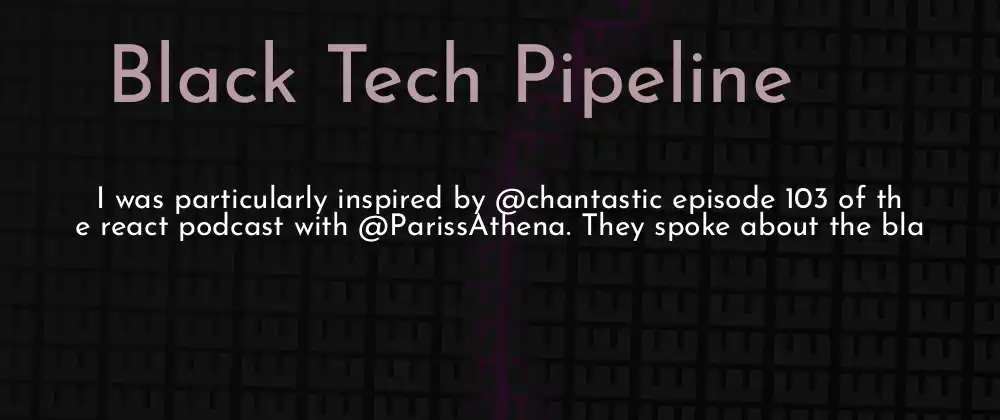 Black Tech Pipeline
I was particularly inspired by @chantastic episode 103 of th
e react podcast with @ParissAthena. They spoke about the bla